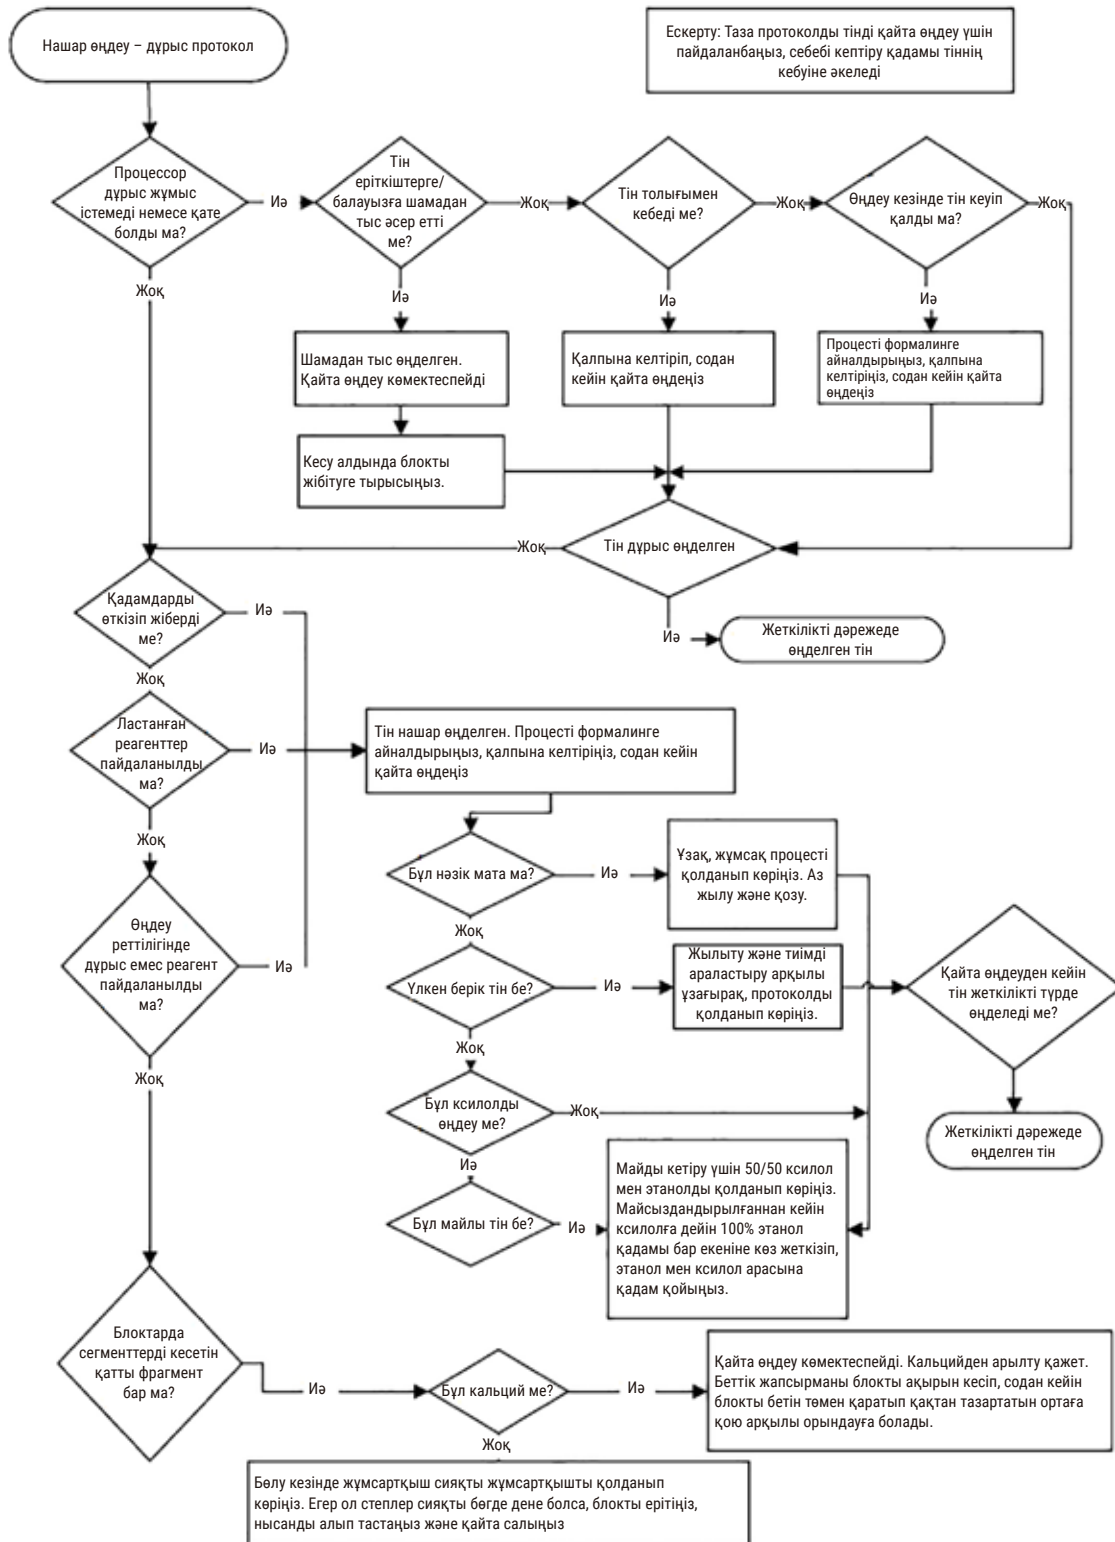 Нашар өңдеу – дұрыс протокол
Ескерту: Таза протоколды тінді қайта өңдеу үшін
пайдаланбаңыз, себебі кептіру қадамы тіннің
кебуіне әкеледі
Процессор
дұрыс жұмыс
істемеді немесе қате
болды ма?
Иә
Тін
еріткіштерге/
балауызға шамадан
тыс әсер етті
ме?
Жоқ
Тін толығымен
кебеді ме?
Жоқ
Өңдеу кезінде тін кеуіп
қалды ма?
Жоқ
Жоқ
Иә
Иә
Иә
Шамадан тыс өңделген.
Қайта өңдеу көмектеспейді
Қалпына келтіріп, содан
кейін қайта өңдеңіз
Процесті формалинге
айналдырыңыз, қалпына
келтіріңіз, содан кейін қайта
өңдеңіз
Кесу алдында блокты
жібітуге тырысыңыз.
Жоқ
Тін дұрыс өңделген
Иә
Жеткілікті дәрежеде
өңделген тін
Қадамдарды
өткізіп жіберді
ме?
Иә
Жоқ
Ластанған
реагенттер
пайдаланылды
ма?
Иә
Тін нашар өңделген. Процесті формалинге
айналдырыңыз, қалпына келтіріңіз, содан кейін
қайта өңдеңіз
Жоқ
Өңдеу
реттілігінде
дұрыс емес реагент
пайдаланылды
ма?
Иә
Жоқ
Бұл нәзік мата ма?
Иә
Ұзақ, жұмсақ процесті
қолданып көріңіз. Аз
жылу және қозу.
Жоқ
Үлкен берік тін бе?
Иә
Жылыту және тиімді
араластыру арқылы
ұзағырақ, протоколды
қолданып көріңіз.
Қайта өңдеуден кейін
тін жеткілікті түрде
өңделеді ме?
Жоқ
Бұл ксилолды
өңдеу ме?
Жоқ
Жеткілікті дәрежеде
өңделген тін
Иә
Бұл майлы тін бе?
Иә
Майды кетіру үшін 50/50 ксилол
мен этанолды қолданып көріңіз.
Майсыздандырылғаннан кейін
ксилолға дейін 100% этанол
қадамы бар екеніне көз жеткізіп,
этанол мен ксилол арасына
қадам қойыңыз.
Блоктарда
сегменттерді кесетін
қатты фрагмент
бар ма?
Иә
Бұл кальций ме?
Иә
Қайта өңдеу көмектеспейді. Кальцийден арылту қажет.
Беттік жапсырманы блокты ақырын кесіп, содан кейін
блокты бетін төмен қаратып қақтан тазартатын ортаға
қою арқылы орындауға болады.
Жоқ
Бөлу кезінде жұмсартқыш сияқты жұмсартқышты қолданып
көріңіз. Егер ол степлер сияқты бөгде дене болса, блокты ерітіңіз,
нысанды алып тастаңыз және қайта салыңыз